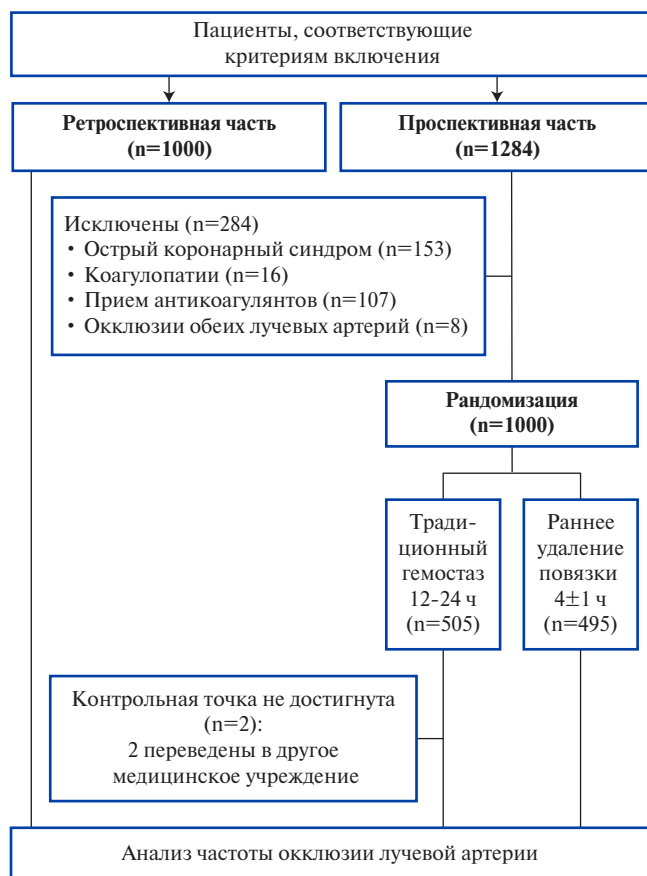 Пациенты, соответствующие
критериям включения
Ретроспективная часть
(n=1000)
Проспективная часть
(n=1284)
Исключены (n=284)
• Острый коронарный синдром (n=153)
• Коагулопатии (n=16)
• Прием антикоагулянтов (n=107)
• Окклюзии обеих лучевых артерий (n=8)
Рандомизация
(n=1000)
Тради-
ционный
гемостаз
12-24 ч
(n=505)
Раннее
удаление
повязки
4±1 ч
(n=495)
Контрольная точка не достигнута
(n=2):
2 переведены в другое
медицинское учреждение
Анализ частоты окклюзии лучевой артерии